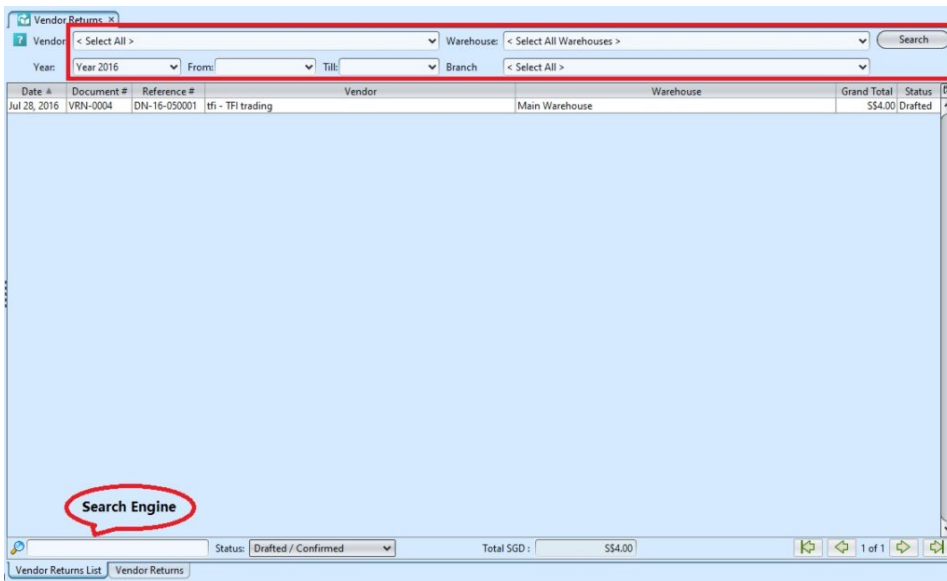 Vendor Returns
Vendor < Select All > Warehouse: < Select All Warehouses > Search
Year: Year 2016 From: Till: Branch < Select All >
Date Document # Reference # Vendor Warehouse Grand Total Status
Jul 28, 2016 VRN-0004 DN-16-050001 tfi - TFI trading Main Warehouse S$4.00 Drafted
Search Engine
Status: Drafted / Confirmed Total SGD : S$4.00 1 of 1
Vendor Returns List Vendor Returns